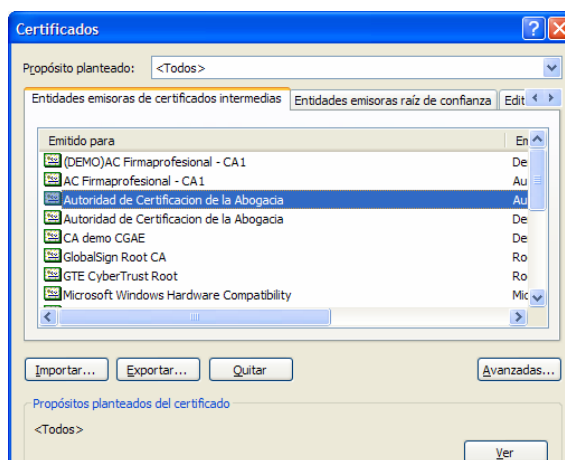 Certificados
Propósito planteado: <Todos>
Entidades emisoras de certificados intermedias Entidades emisoras raíz de confianza Edit
Emitido para En
(DEMO)AC Firmaprofesional - CA1 De
AC Firmaprofesional - CA1 Au
Autoridad de Certificacion de la Abogacia Au
Autoridad de Certificacion de la Abogacia De
CA demo CGAE De
GlobalSign Root CA Ro
GTE CyberTrust Root Ro
Microsoft Windows Hardware Compatibility Mic
Importar... Exportar... Quitar Avanzadas...
Propósitos planteados del certificado
<Todos>
Ver